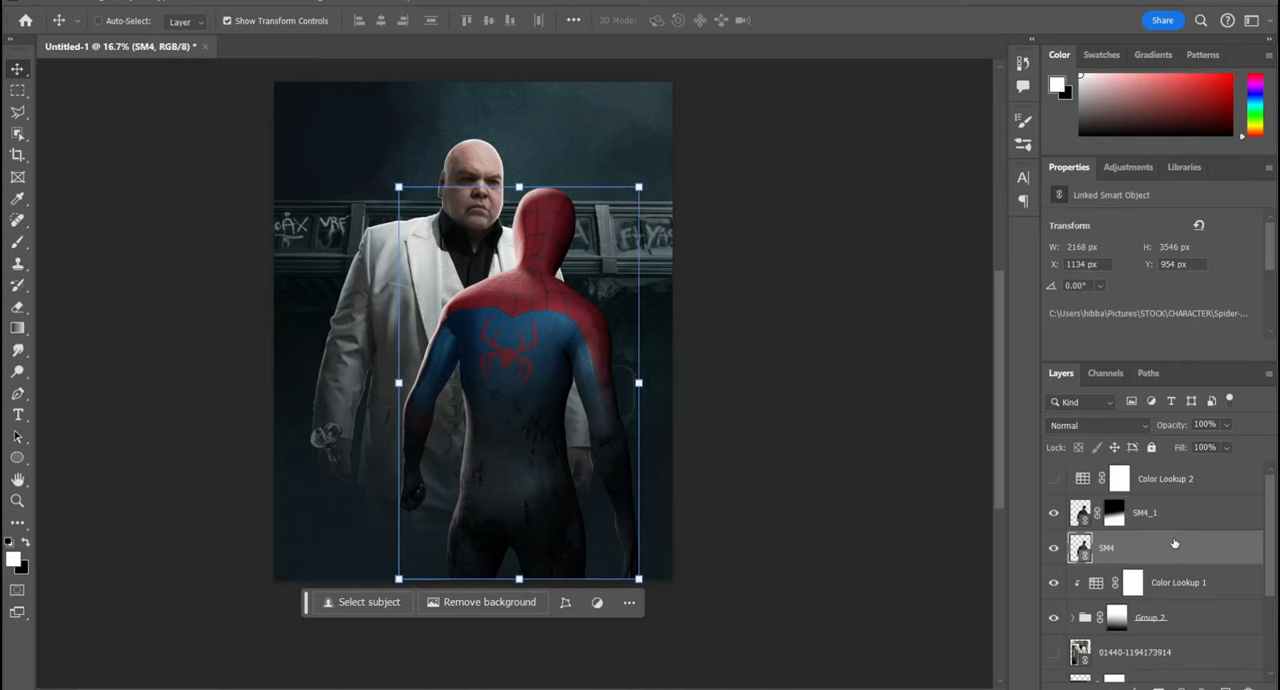 Auto-Select:
Layer
Show Transform Controls
3D Mode:
Share
Untitled-1 @ 16.7% (SM4, RGB/8) *
Color
Swatches
Gradients
Patterns
Properties
Adjustments
Libraries
Linked Smart Object
Transform
W: 2168 px
H: 3546 px
X: 1134 px
Y: 954 px
0.00°
C:\Users\hibba\Pictures\STOCK\CHARACTER\Spider-...
Layers
Channels
Paths
Kind
Normal
Opacity: 100%
Lock:
Fill: 100%
Color Lookup 2
SM4_1
SM4
Color Lookup 1
Group 2
01440-1194173914
VRF
Select subject
Remove background